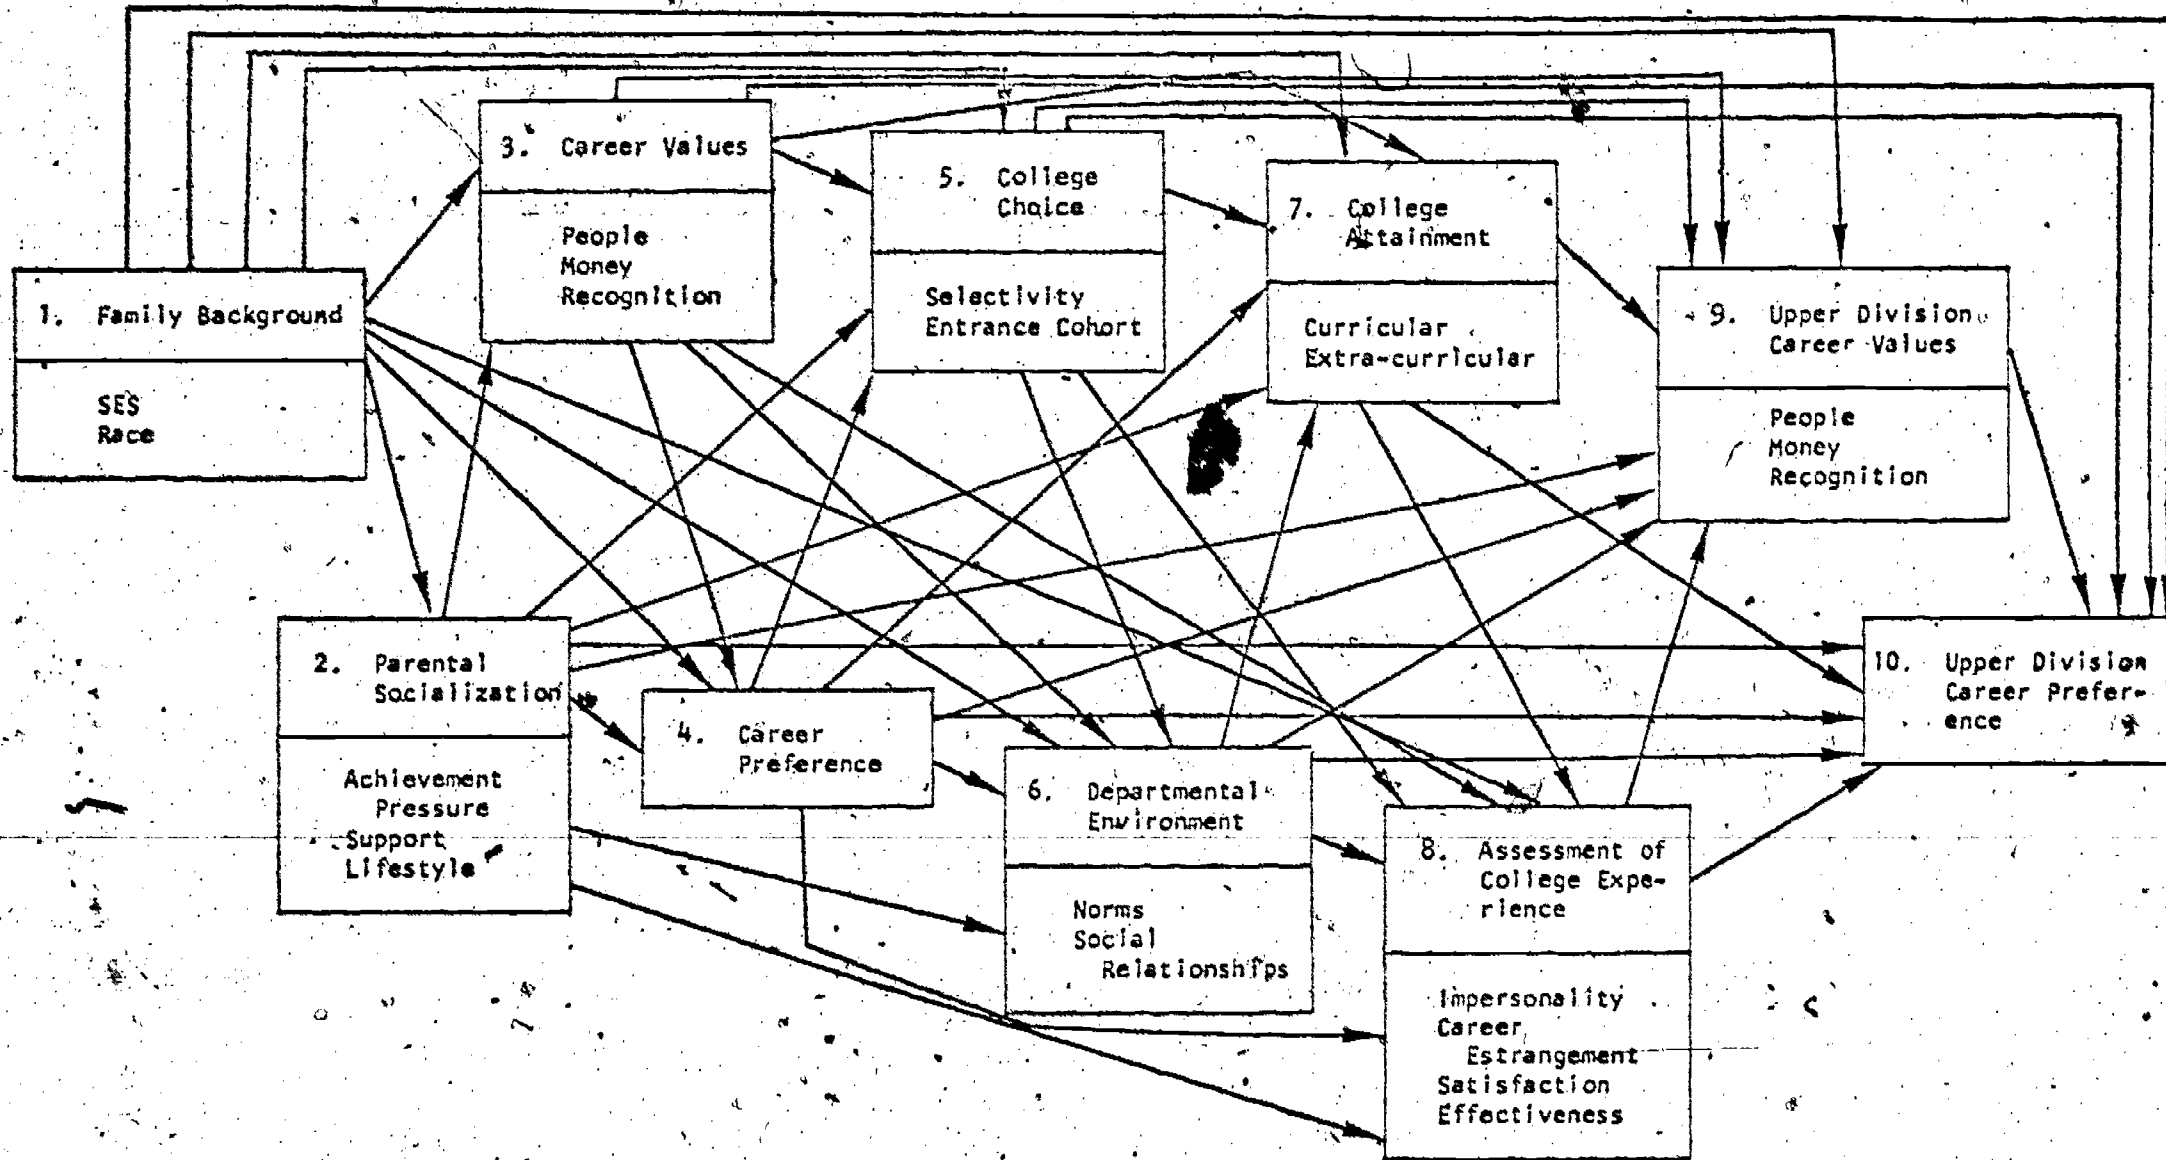 1. Family Background
SES
Race
2. Parental
Socialization
Achievement
Pressure
Support
Lifestyle
3. Career Values
People
Money
Recognition
4. Career
Preference
5. College
Choice
Selectivity
Entrance Cohort
6. Departmental
Environment
Norms
Social
Relationships
7. College
Attainment
Curricular
Extra-curricular
8. Assessment of
College Expe-
rience
Impersonality
Career
Estrangement
Satisfaction
Effectiveness
9. Upper Division
Career Values
People
Money
Recognition
10. Upper Division
Career Prefer-
ence